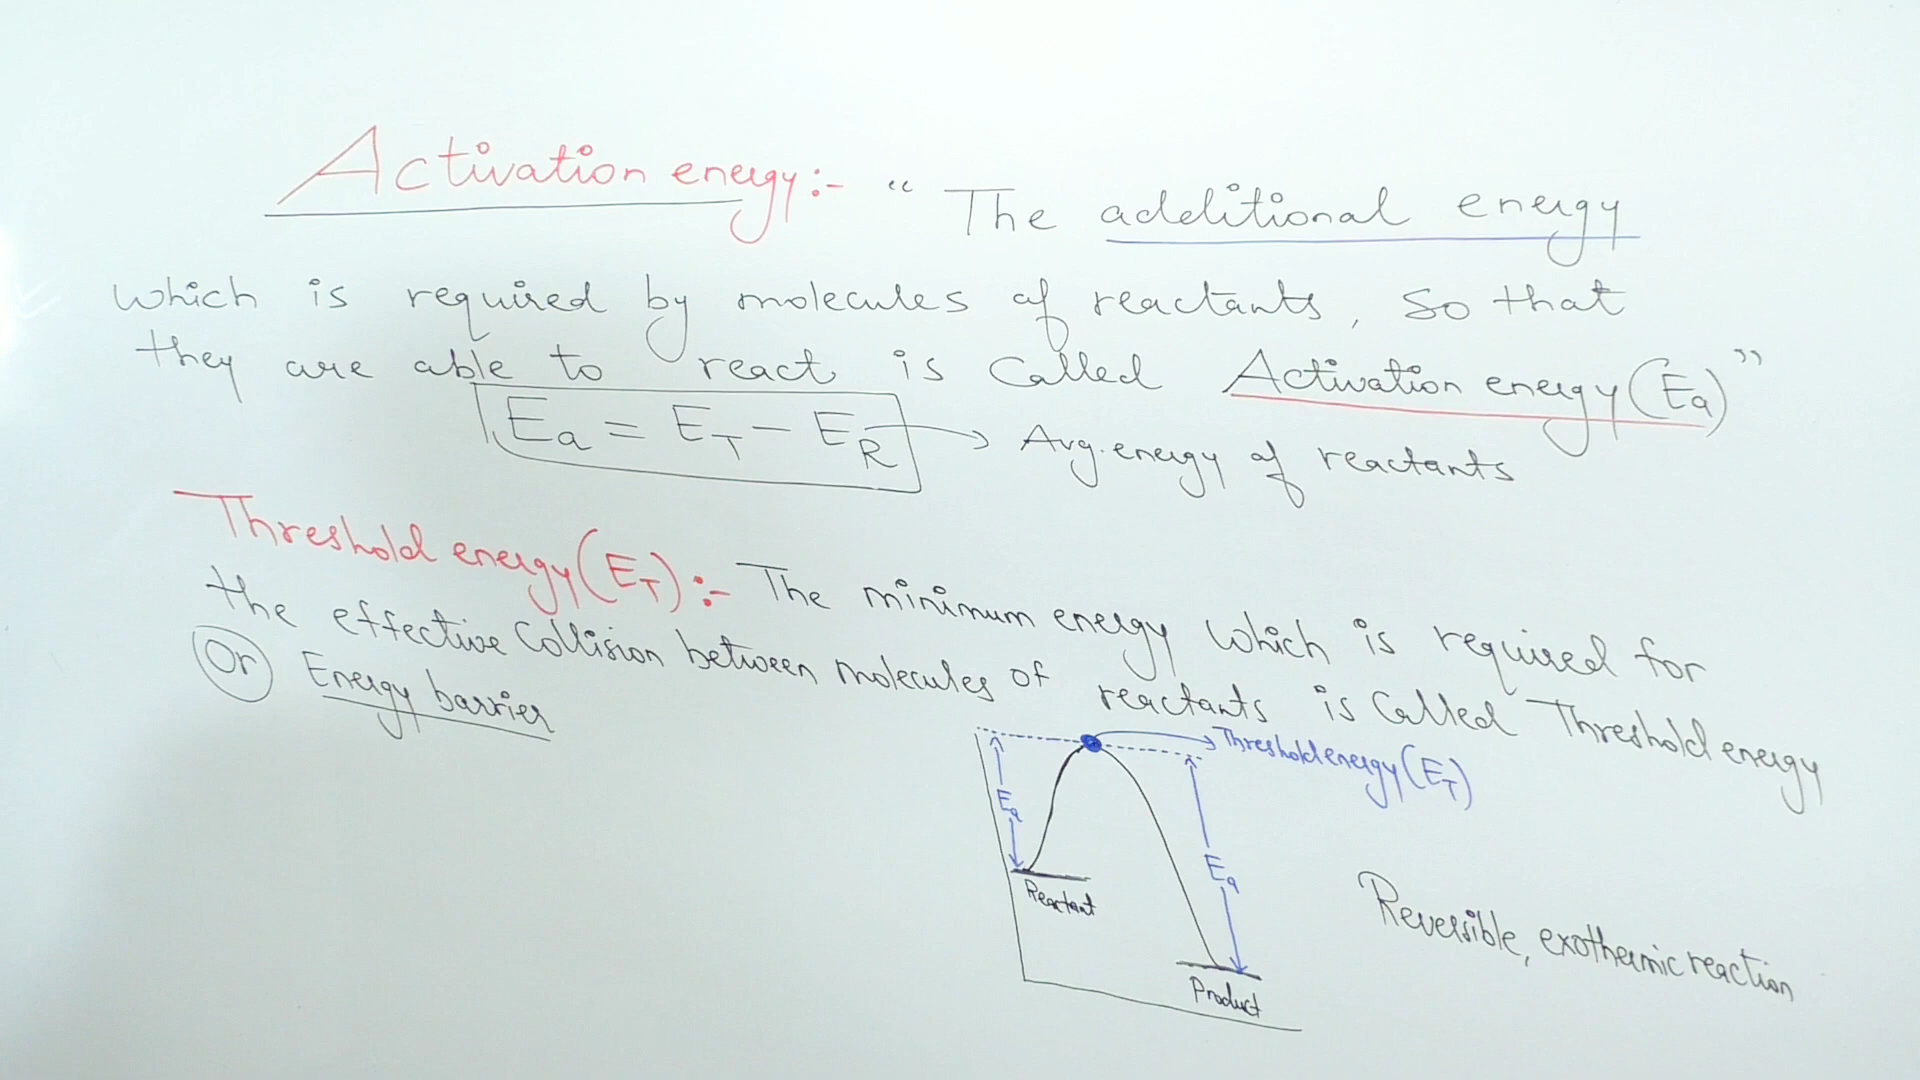 Activation energy:- “ The additional energy
which is required by molecules of reactants, so that
they are able to react is called Activation energy (Ea) ”
Ea = ET - ER → Avg. energy of reactants
Threshold energy (ET) :- The minimum energy which is required for
the effective collision between molecules of reactants is called Threshold energy
Or Energy barrier
Threshold energy (ET)
Ea
Ea
Reactant
Product
Reversible, exothermic reaction